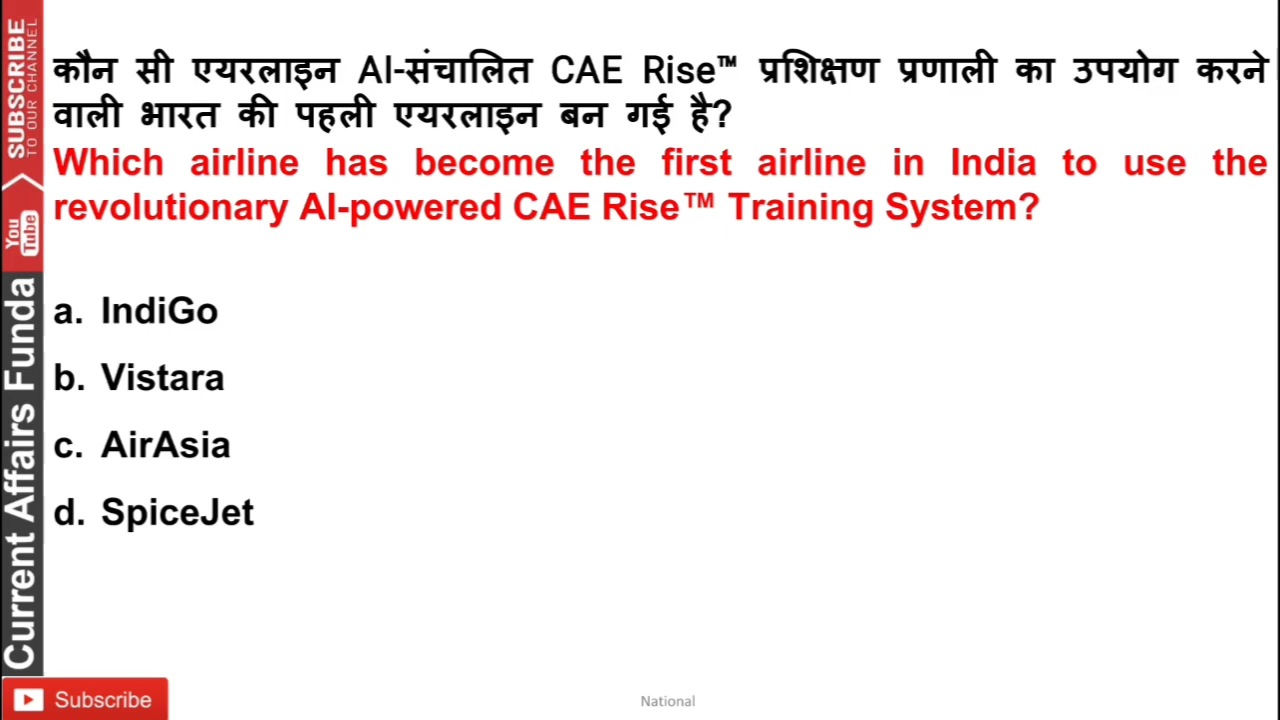 कौन सी एयरलाइन AI-संचालित CAE Rise™ प्रशिक्षण प्रणाली का उपयोग करने
वाली भारत की पहली एयरलाइन बन गई है?
Which airline has become the first airline in India to use the
revolutionary AI-powered CAE Rise™ Training System?
a. IndiGo
b. Vistara
c. AirAsia
d. SpiceJet
SUBSCRIBE
TO OUR CHANNEL
You
Tube
Current Affairs Funda
Subscribe
National